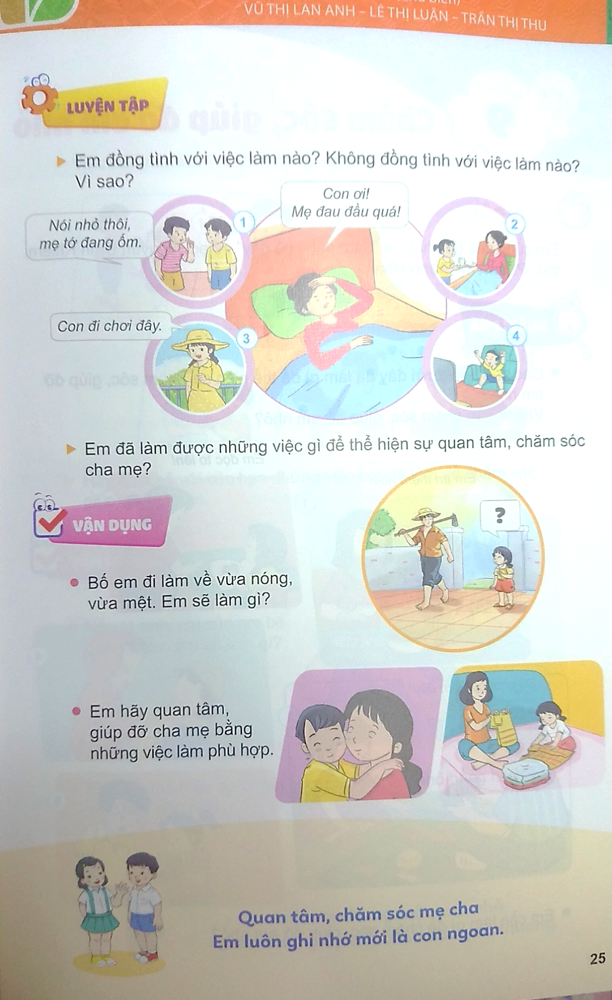 VŨ THỊ LAN ANH – LÊ THỊ LUẬN – TRẦN THỊ THU
LUYỆN TẬP
Em đồng tình với việc làm nào? Không đồng tình với việc làm nào?
Vì sao?
Con ơi!
Mẹ đau đầu quá!
Nói nhỏ thôi,
mẹ tớ đang ốm.
1
2
Con đi chơi đây.
3
4
Em đã làm được những việc gì để thể hiện sự quan tâm, chăm sóc
cha mẹ?
VẬN DỤNG
?
Bố em đi làm về vừa nóng,
vừa mệt. Em sẽ làm gì?
Em hãy quan tâm,
giúp đỡ cha mẹ bằng
những việc làm phù hợp.
Quan tâm, chăm sóc mẹ cha
Em luôn ghi nhớ mới là con ngoan.
25